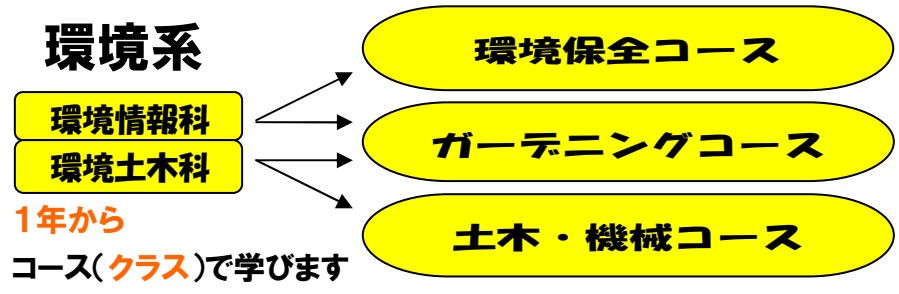 環境系
環境情報科
環境土木科
1年から
コース(クラス)で学びます
環境保全コース
ガーデニングコース
土木・機械コース